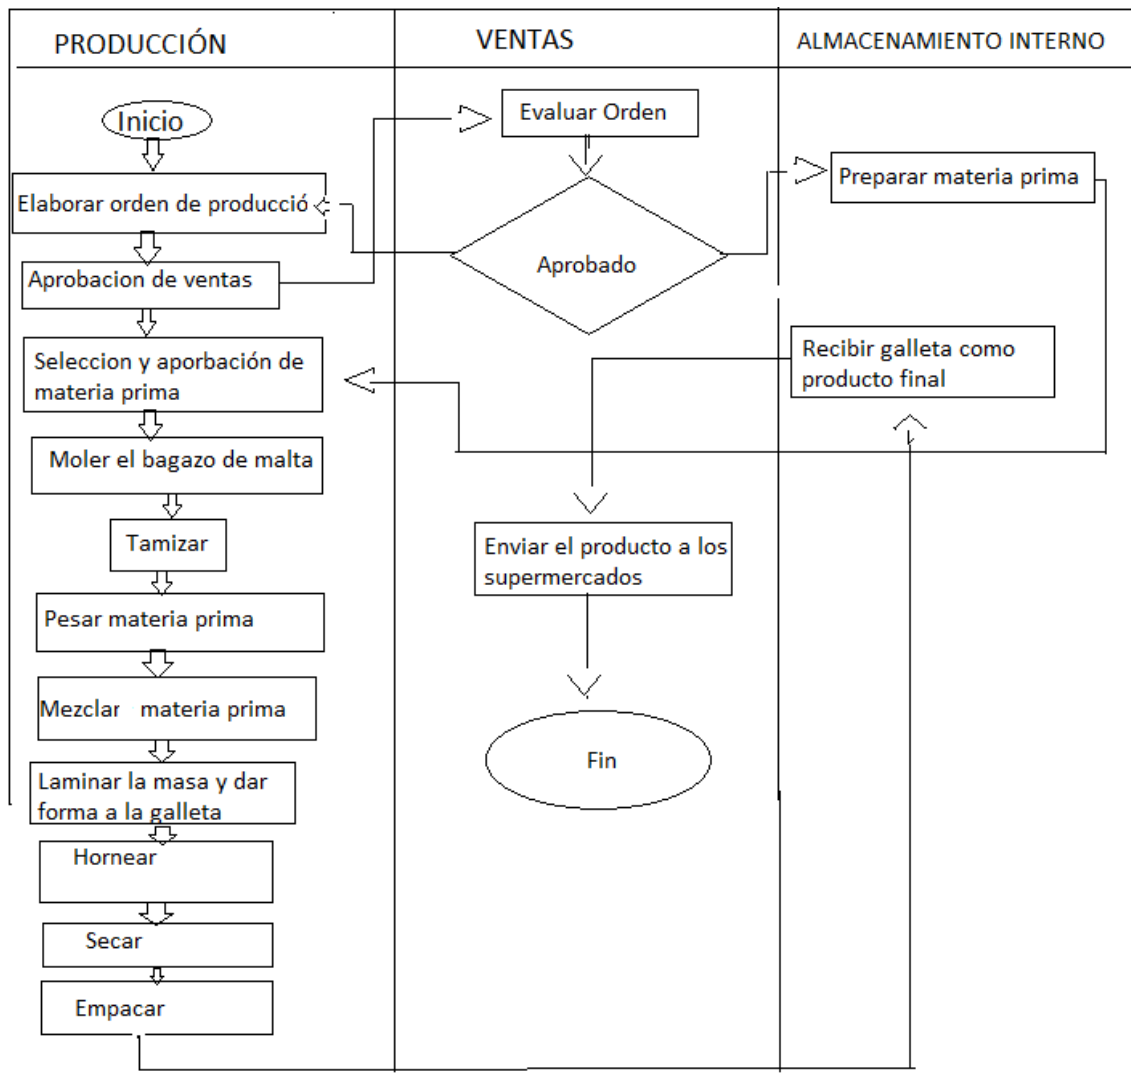 PRODUCCIÓN
VENTAS
ALMACENAMIENTO INTERNO
Inicio
Elaborar orden de producció
Aprobacion de ventas
Seleccion y aporbación de
materia prima
Moler el bagazo de malta
Tamizar
Pesar materia prima
Mezclar materia prima
Laminar la masa y dar
forma a la galleta
Hornear
Secar
Empacar
Evaluar Orden
Aprobado
Enviar el producto a los
supermercados
Fin
Preparar materia prima
Recibir galleta como
producto final